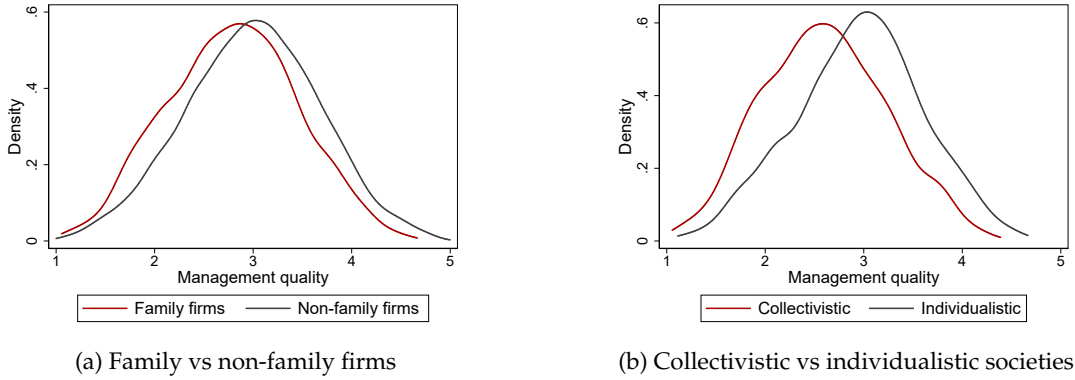 .6
.4
.2
0
Density
1 2 3 4 5
Management quality
Family firms Non-family firms
(a) Family vs non-family firms
.6
.4
.2
0
Density
1 2 3 4 5
Management quality
Collectivistic Individualistic
(b) Collectivistic vs individualistic societies